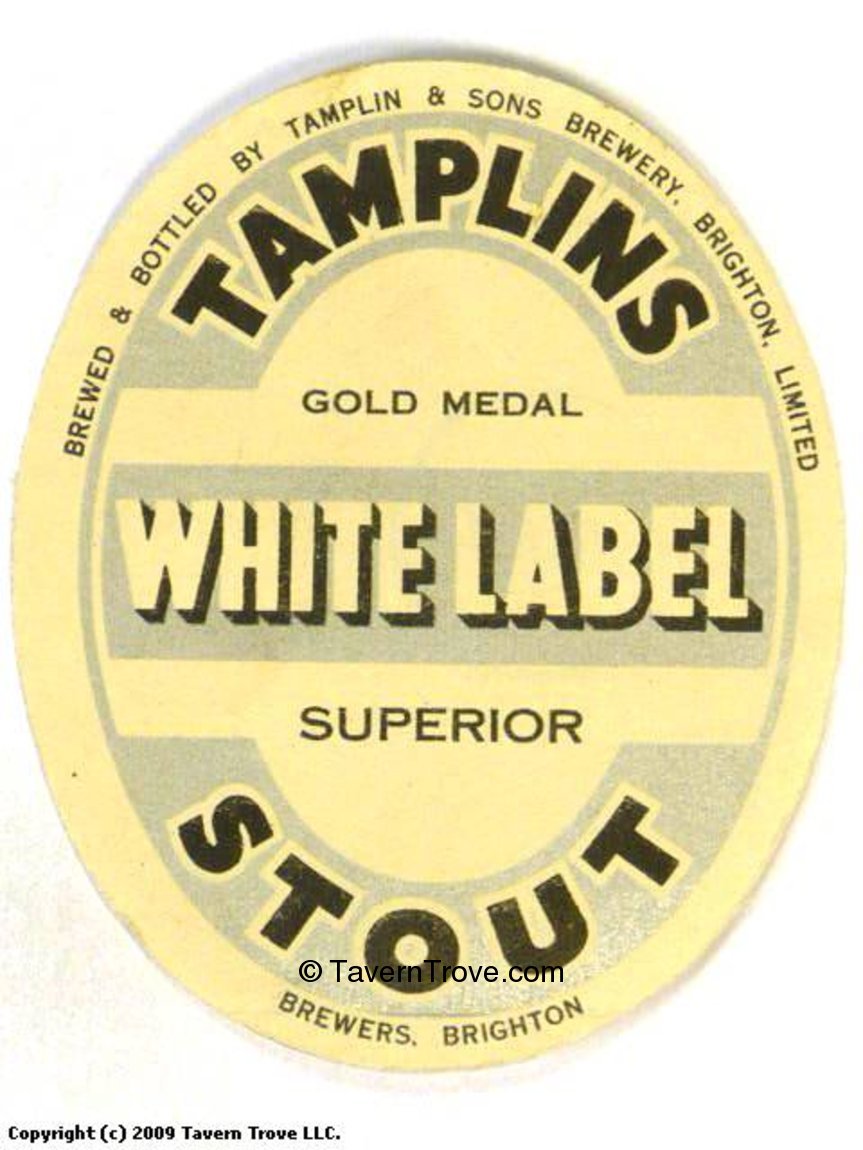 BREWED & BOTTLED BY TAMPLIN & SONS BREWERY, BRIGHTON, LIMITED
TAMPLINS
GOLD MEDAL
WHITE LABEL
SUPERIOR
STOUT
© TavernTrove.com
BREWERS, BRIGHTON
Copyright (c) 2009 Tavern Trove LLC.